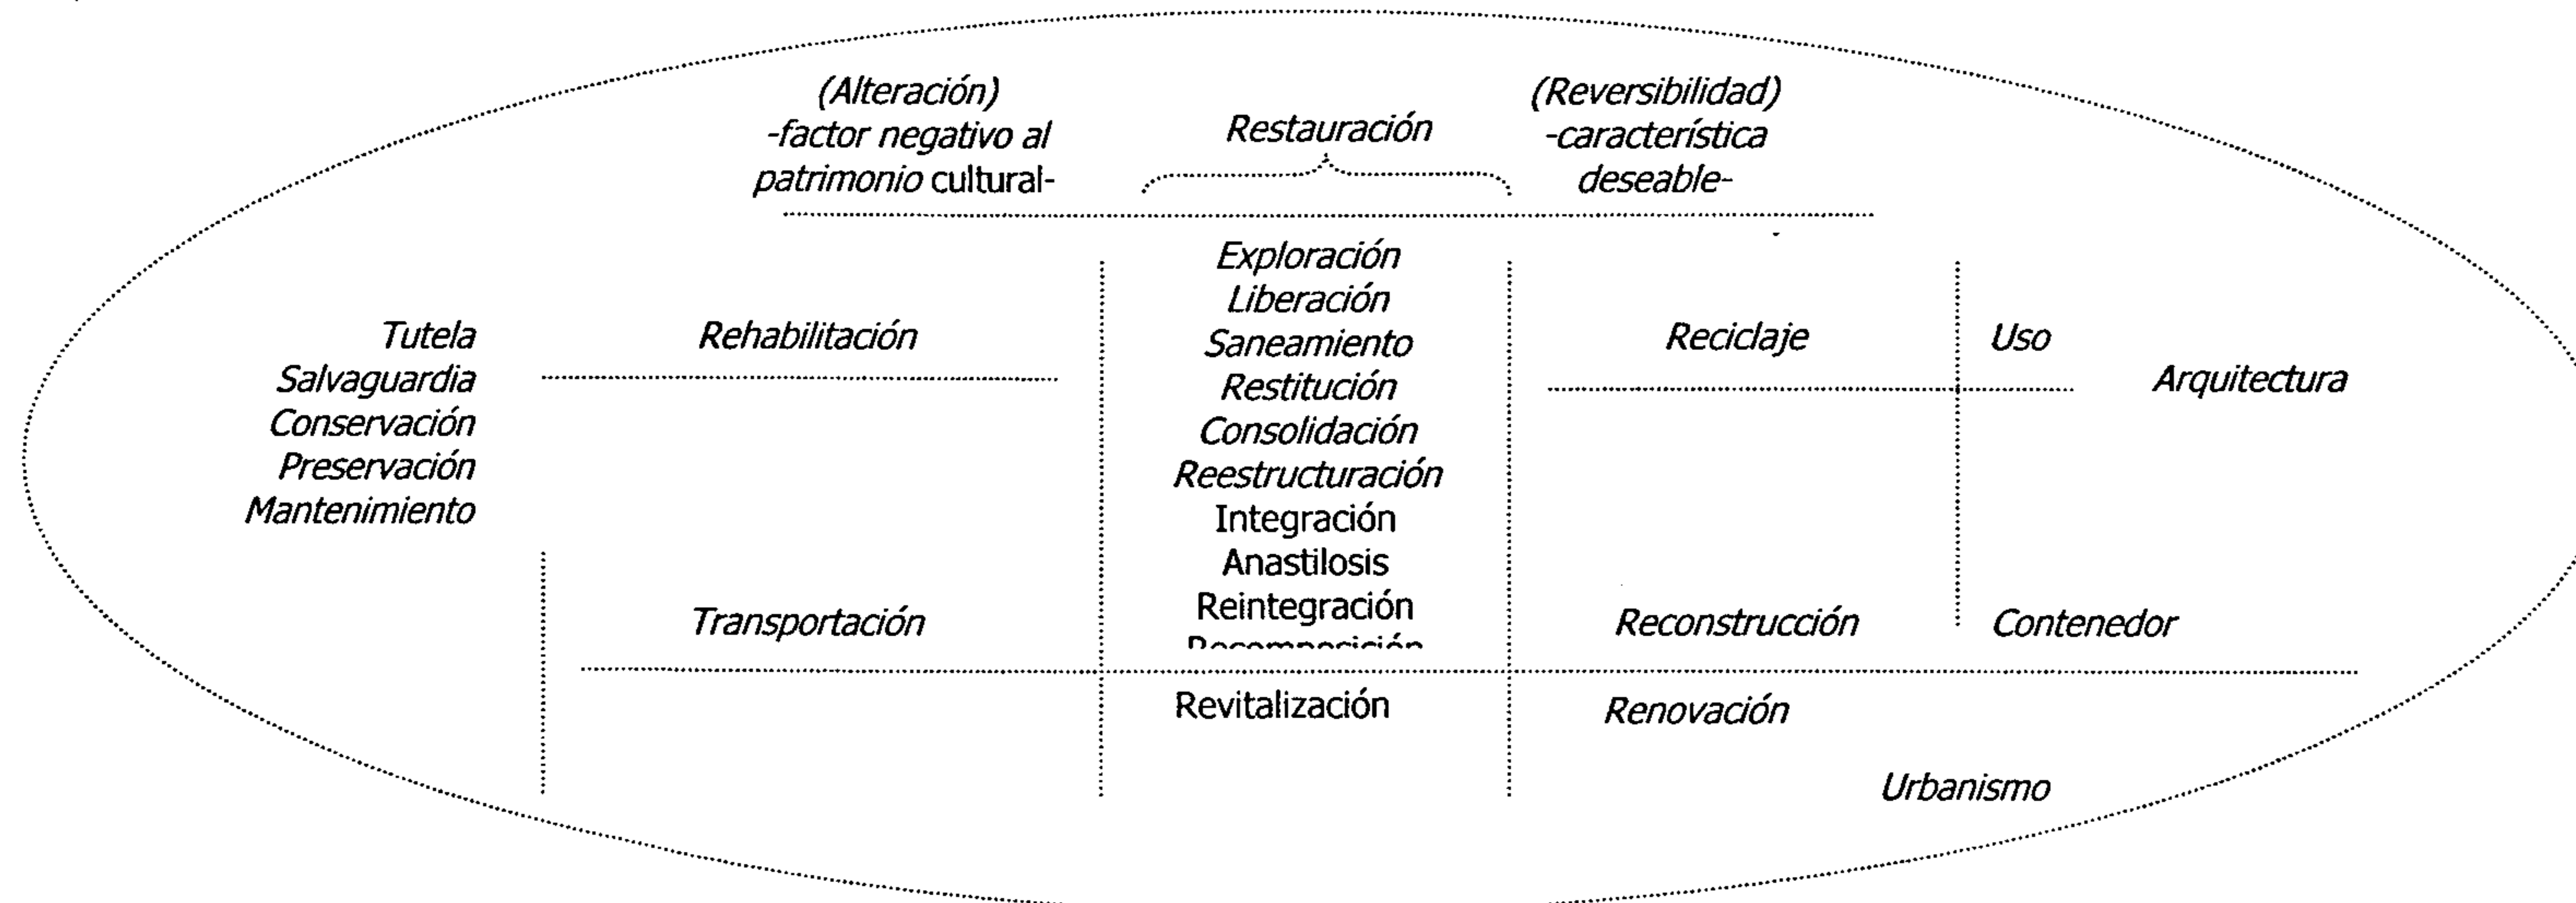 (Alteración)
-factor negativo al
patrimonio cultural-
Restauración
(Reversibilidad)
-característica
deseable-
Tutela
Salvaguardia
Conservación
Preservación
Mantenimiento
Rehabilitación
Transportación
Exploración
Liberación
Saneamiento
Restitución
Consolidación
Reestructuración
Integración
Anastilosis
Reintegración
Revitalización
Reciclaje
Reconstrucción
Renovación
Uso
Contenedor
Arquitectura
Urbanismo